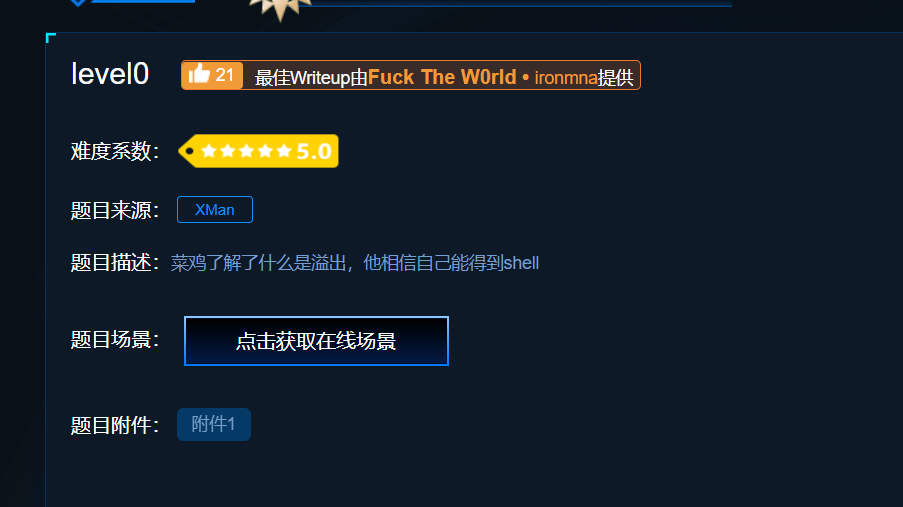 level0 21 最佳Writeup由Fuck The W0rld • ironmna提供
难度系数： 5.0
题目来源： XMan
题目描述：菜鸡了解了什么是溢出，他相信自己能得到shell
题目场景： 点击获取在线场景
题目附件： 附件1